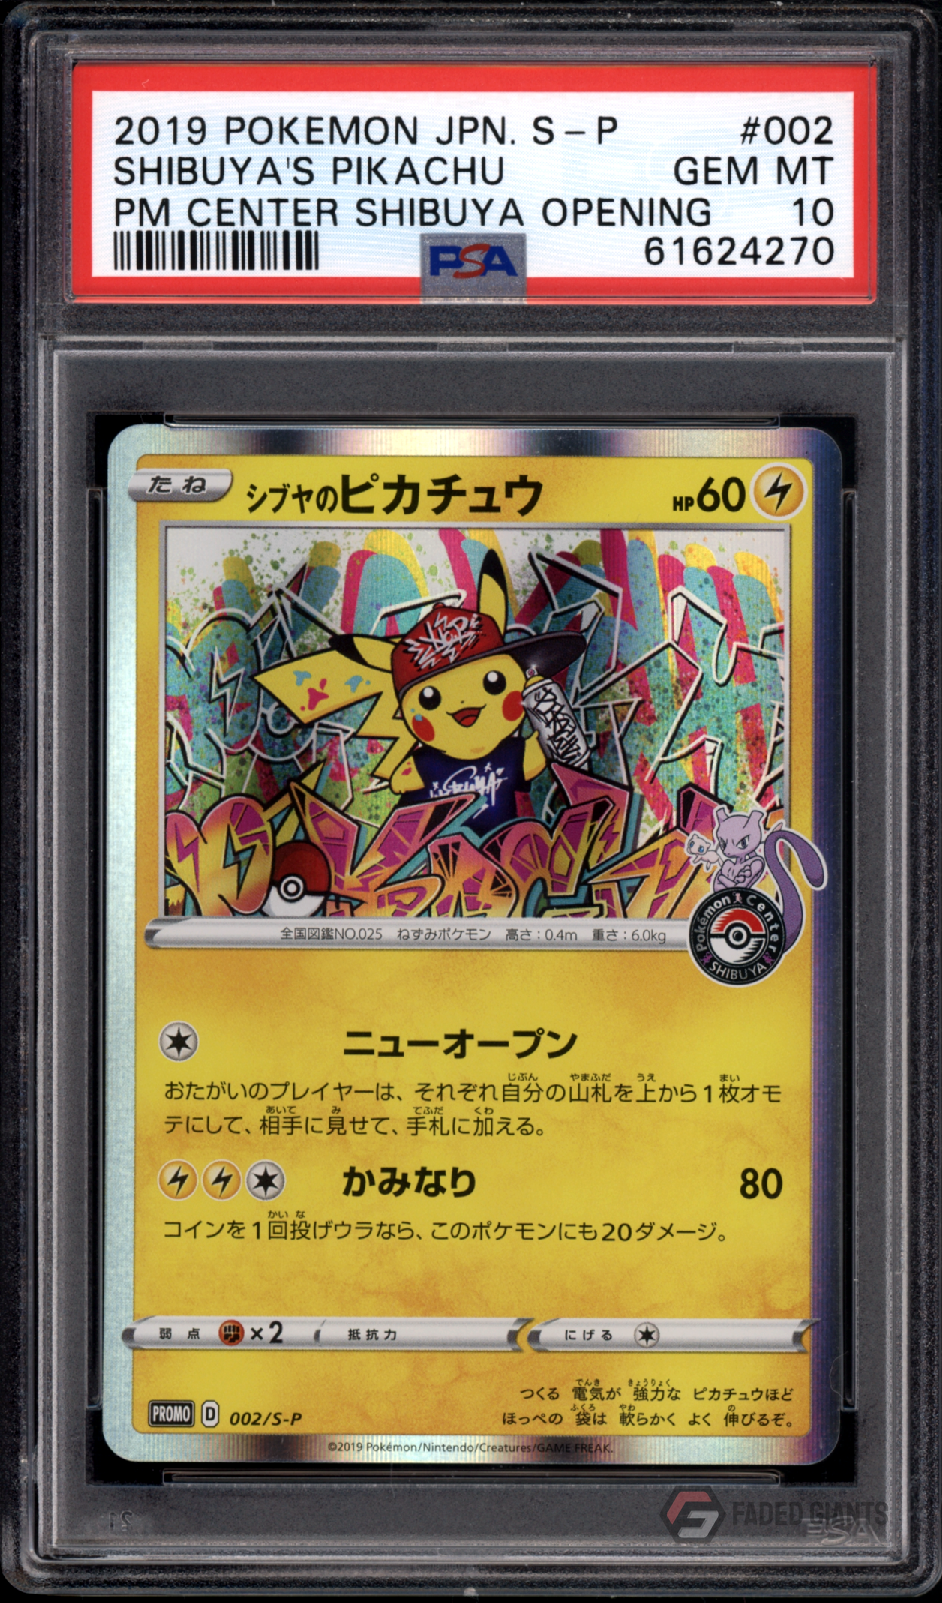 2019 POKEMON JPN. S-P #002
SHIBUYA'S PIKACHU GEM MT
PM CENTER SHIBUYA OPENING 10
PSA 61624270
たね シブヤのピカチュウ HP 60
Pokémon Center
SHIBUYA
全国図鑑NO.025 ねずみポケモン 高さ:0.4m 重さ:6.0kg
ニューオープン
おたがいのプレイヤーは、それぞれ自分の山札を上から1枚オモ
テにして、相手に見せて、手札に加える。
かみなり 80
コインを1回投げウラなら、このポケモンにも20ダメージ。
弱点 ×2 抵抗力 にげる
つくる 電気が 強力な ピカチュウほど
ほっぺの 袋は 軟らかく よく 伸びるぞ。
PROMO D 002/S-P
©2019 Pokémon/Nintendo/Creatures/GAME FREAK.
FADED GIANTS
PSA